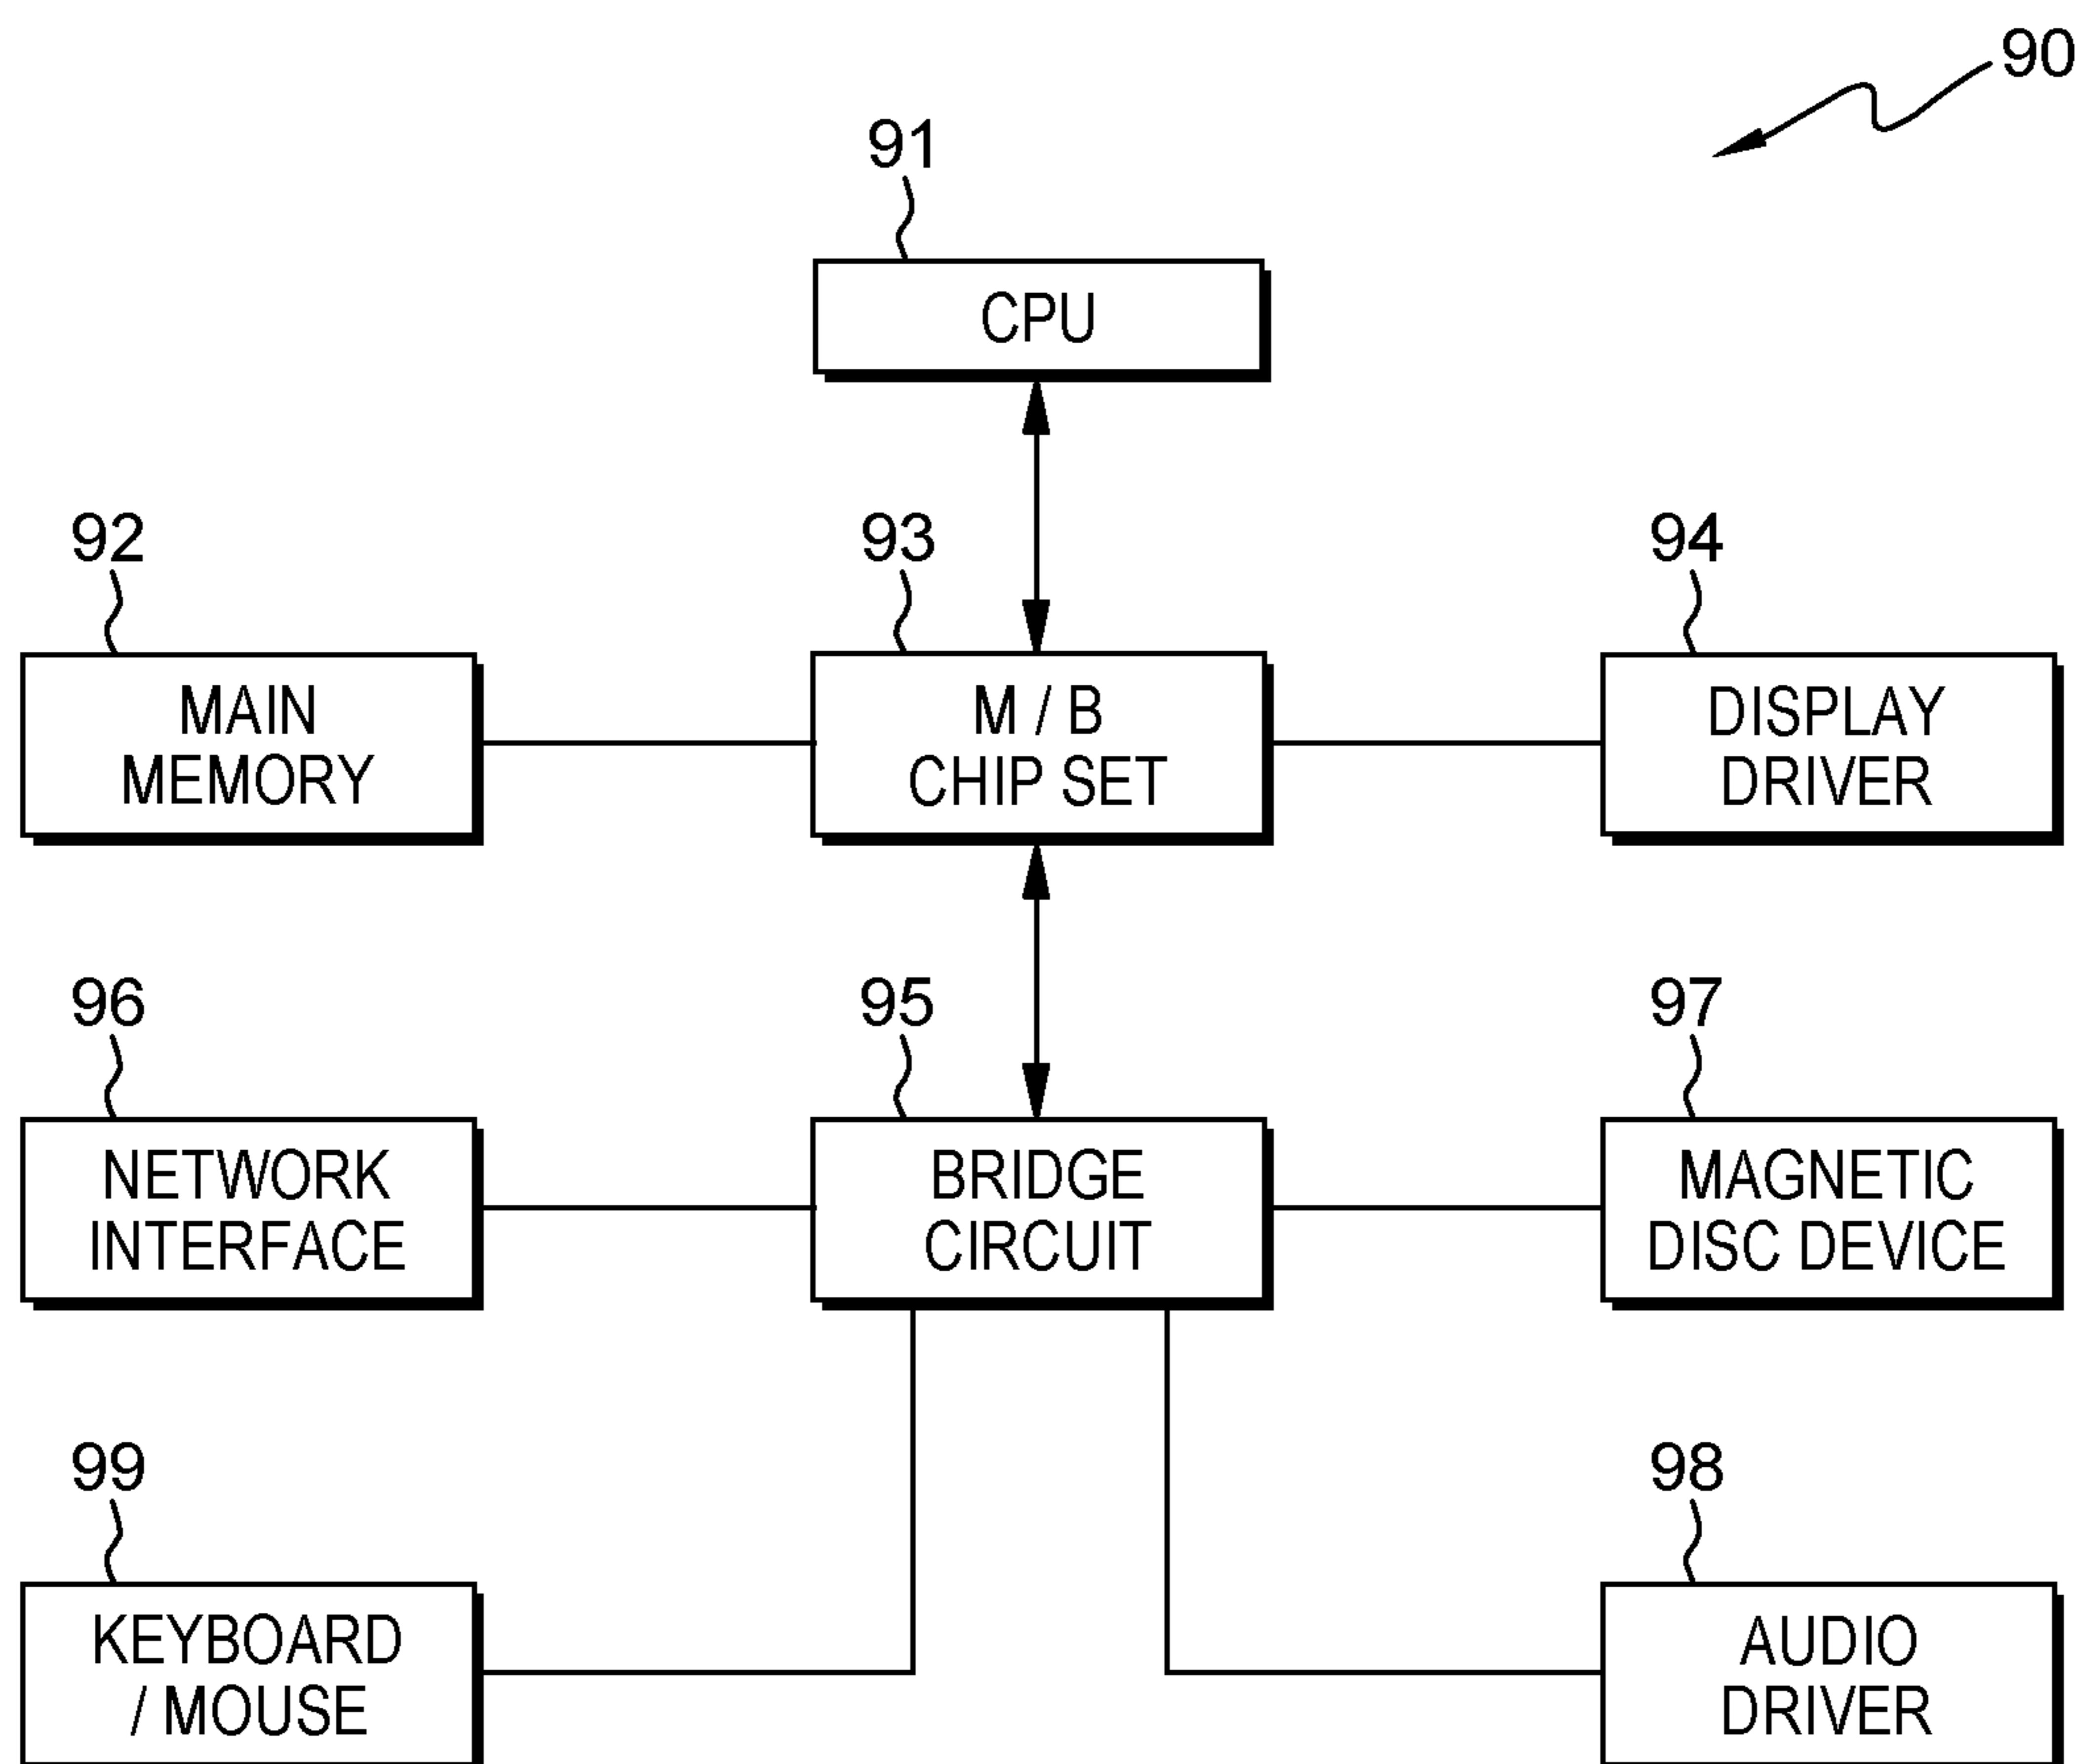 90
91
CPU
92
93
94
MAIN
MEMORY
M / B
CHIP SET
DISPLAY
DRIVER
96
95
97
NETWORK
INTERFACE
BRIDGE
CIRCUIT
MAGNETIC
DISC DEVICE
99
98
KEYBOARD
/ MOUSE
AUDIO
DRIVER